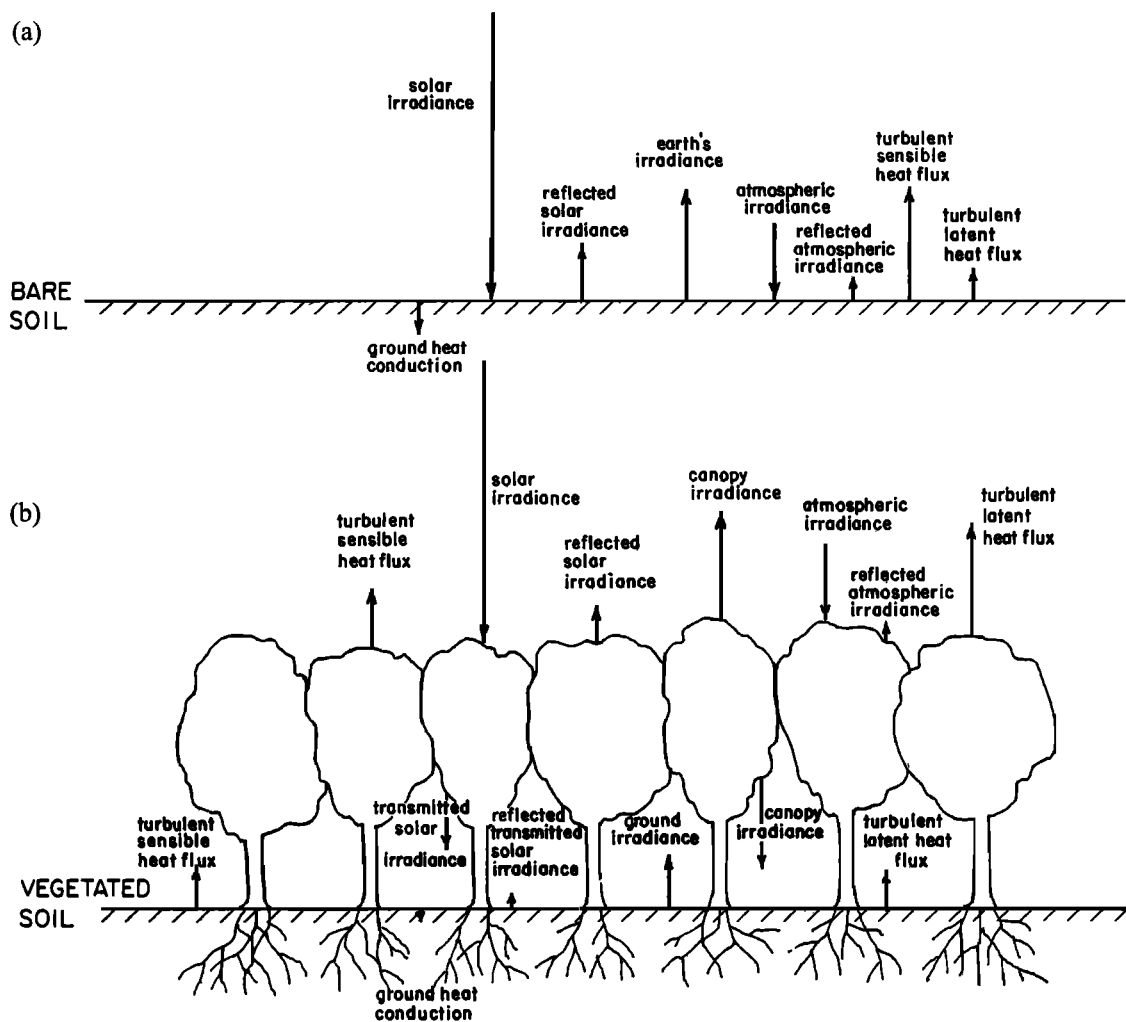 (a)
solar
irradiance
reflected
solar
irradiance
earth's
irradiance
atmospheric
irradiance
reflected
atmospheric
irradiance
turbulent
sensible
heat flux
turbulent
latent
heat flux
BARE
SOIL
ground heat
conduction
(b)
turbulent
sensible
heat flux
solar
irradiance
reflected
solar
irradiance
canopy
irradiance
atmospheric
irradiance
reflected
atmospheric
irradiance
turbulent
latent
heat flux
turbulent
sensible
heat flux
transmitted
solar
irradiance
reflected
transmitted
solar
irradiance
ground
irradiance
canopy
irradiance
turbulent
latent heat
flux
VEGETATED
SOIL
ground heat
conduction